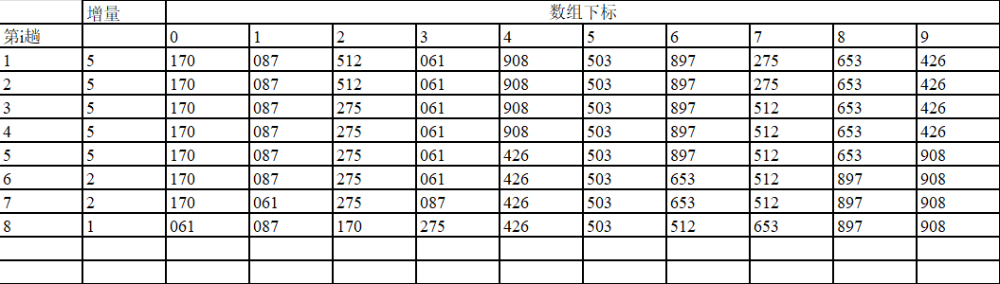 增量 数组下标
第i趟 0 1 2 3 4 5 6 7 8 9
1 5 170 087 512 061 908 503 897 275 653 426
2 5 170 087 512 061 908 503 897 275 653 426
3 5 170 087 275 061 908 503 897 512 653 426
4 5 170 087 275 061 908 503 897 512 653 426
5 5 170 087 275 061 426 503 897 512 653 908
6 2 170 087 275 061 426 503 653 512 897 908
7 2 170 061 275 087 426 503 653 512 897 908
8 1 061 087 170 275 426 503 512 653 897 908